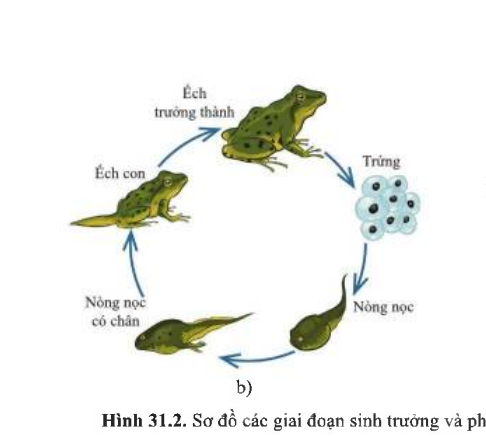 Ếch
trưởng thành
Trứng
Ếch con
Nòng nọc
có chân
Nòng nọc
b)
Hình 31.2. Sơ đồ các giai đoạn sinh trưởng và ph